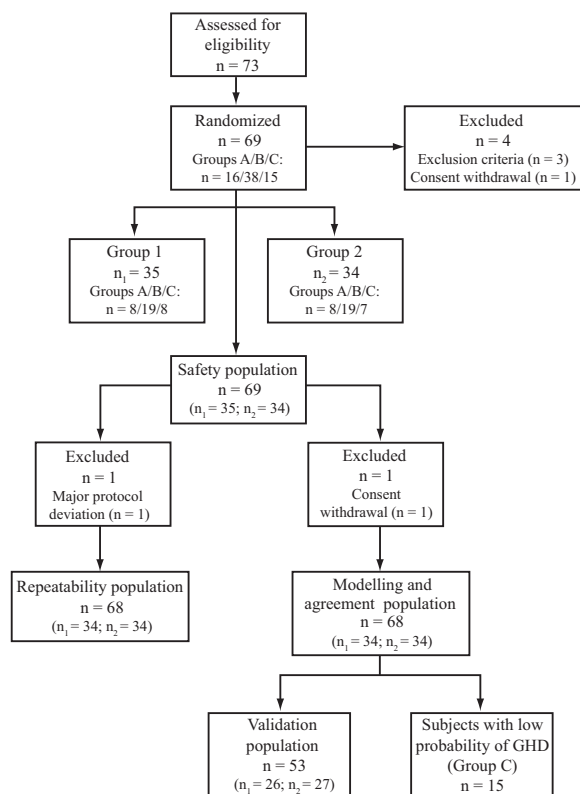 Assessed for
eligibility
n = 73
Randomized
n = 69
Groups A/B/C:
n = 16/38/15
Excluded
n = 4
Exclusion criteria (n = 3)
Consent withdrawal (n = 1)
Group 1
n₁ = 35
Groups A/B/C:
n = 8/19/8
Group 2
n₂ = 34
Groups A/B/C:
n = 8/19/7
Safety population
n = 69
(n₁ = 35; n₂ = 34)
Excluded
n = 1
Major protocol
deviation (n = 1)
Excluded
n = 1
Consent
withdrawal (n = 1)
Repeatability population
n = 68
(n₁ = 34; n₂ = 34)
Modelling and
agreement population
n = 68
(n₁ = 34; n₂ = 34)
Validation
population
n = 53
(n₁ = 26; n₂ = 27)
Subjects with low
probability of GHD
(Group C)
n = 15